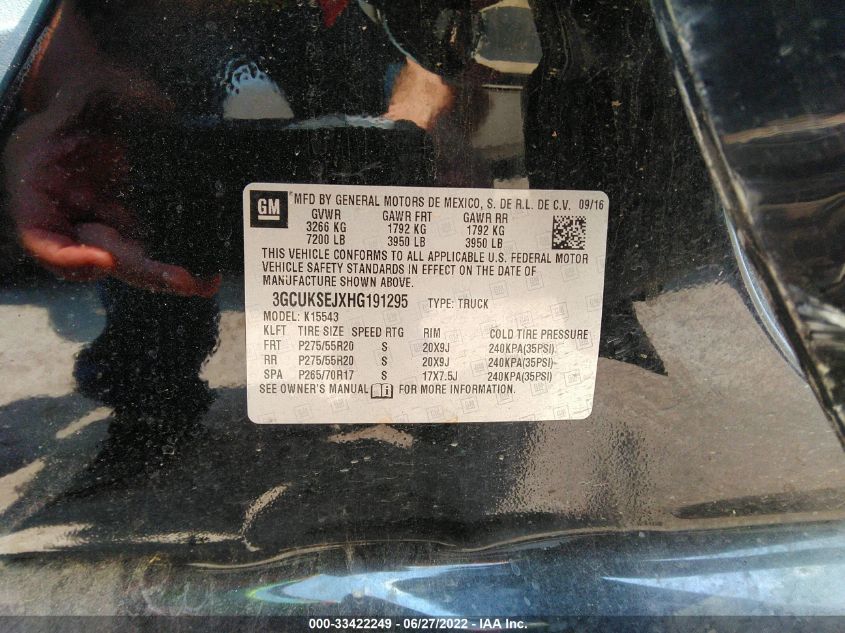 GM
MFD BY GENERAL MOTORS DE MEXICO, S. DE R.L. DE C.V. 09/16
GVWR GAWR FRT GAWR RR
3266 KG 1792 KG 1792 KG
7200 LB 3950 LB 3950 LB
THIS VEHICLE CONFORMS TO ALL APPLICABLE U.S. FEDERAL MOTOR
VEHICLE SAFETY STANDARDS IN EFFECT ON THE DATE OF
MANUFACTURE SHOWN ABOVE.
3GCUKSEJXHG191295 TYPE: TRUCK
MODEL: K15543
KLFT TIRE SIZE SPEED RTG RIM COLD TIRE PRESSURE
FRT P275/55R20 S 20X9J 240KPA(35PSI)
RR P275/55R20 S 20X9J 240KPA(35PSI)
SPA P265/70R17 S 17X7.5J 240KPA(35PSI)
SEE OWNER'S MANUAL i FOR MORE INFORMATION.
000-33422249 - 06/27/2022 - IAA Inc.